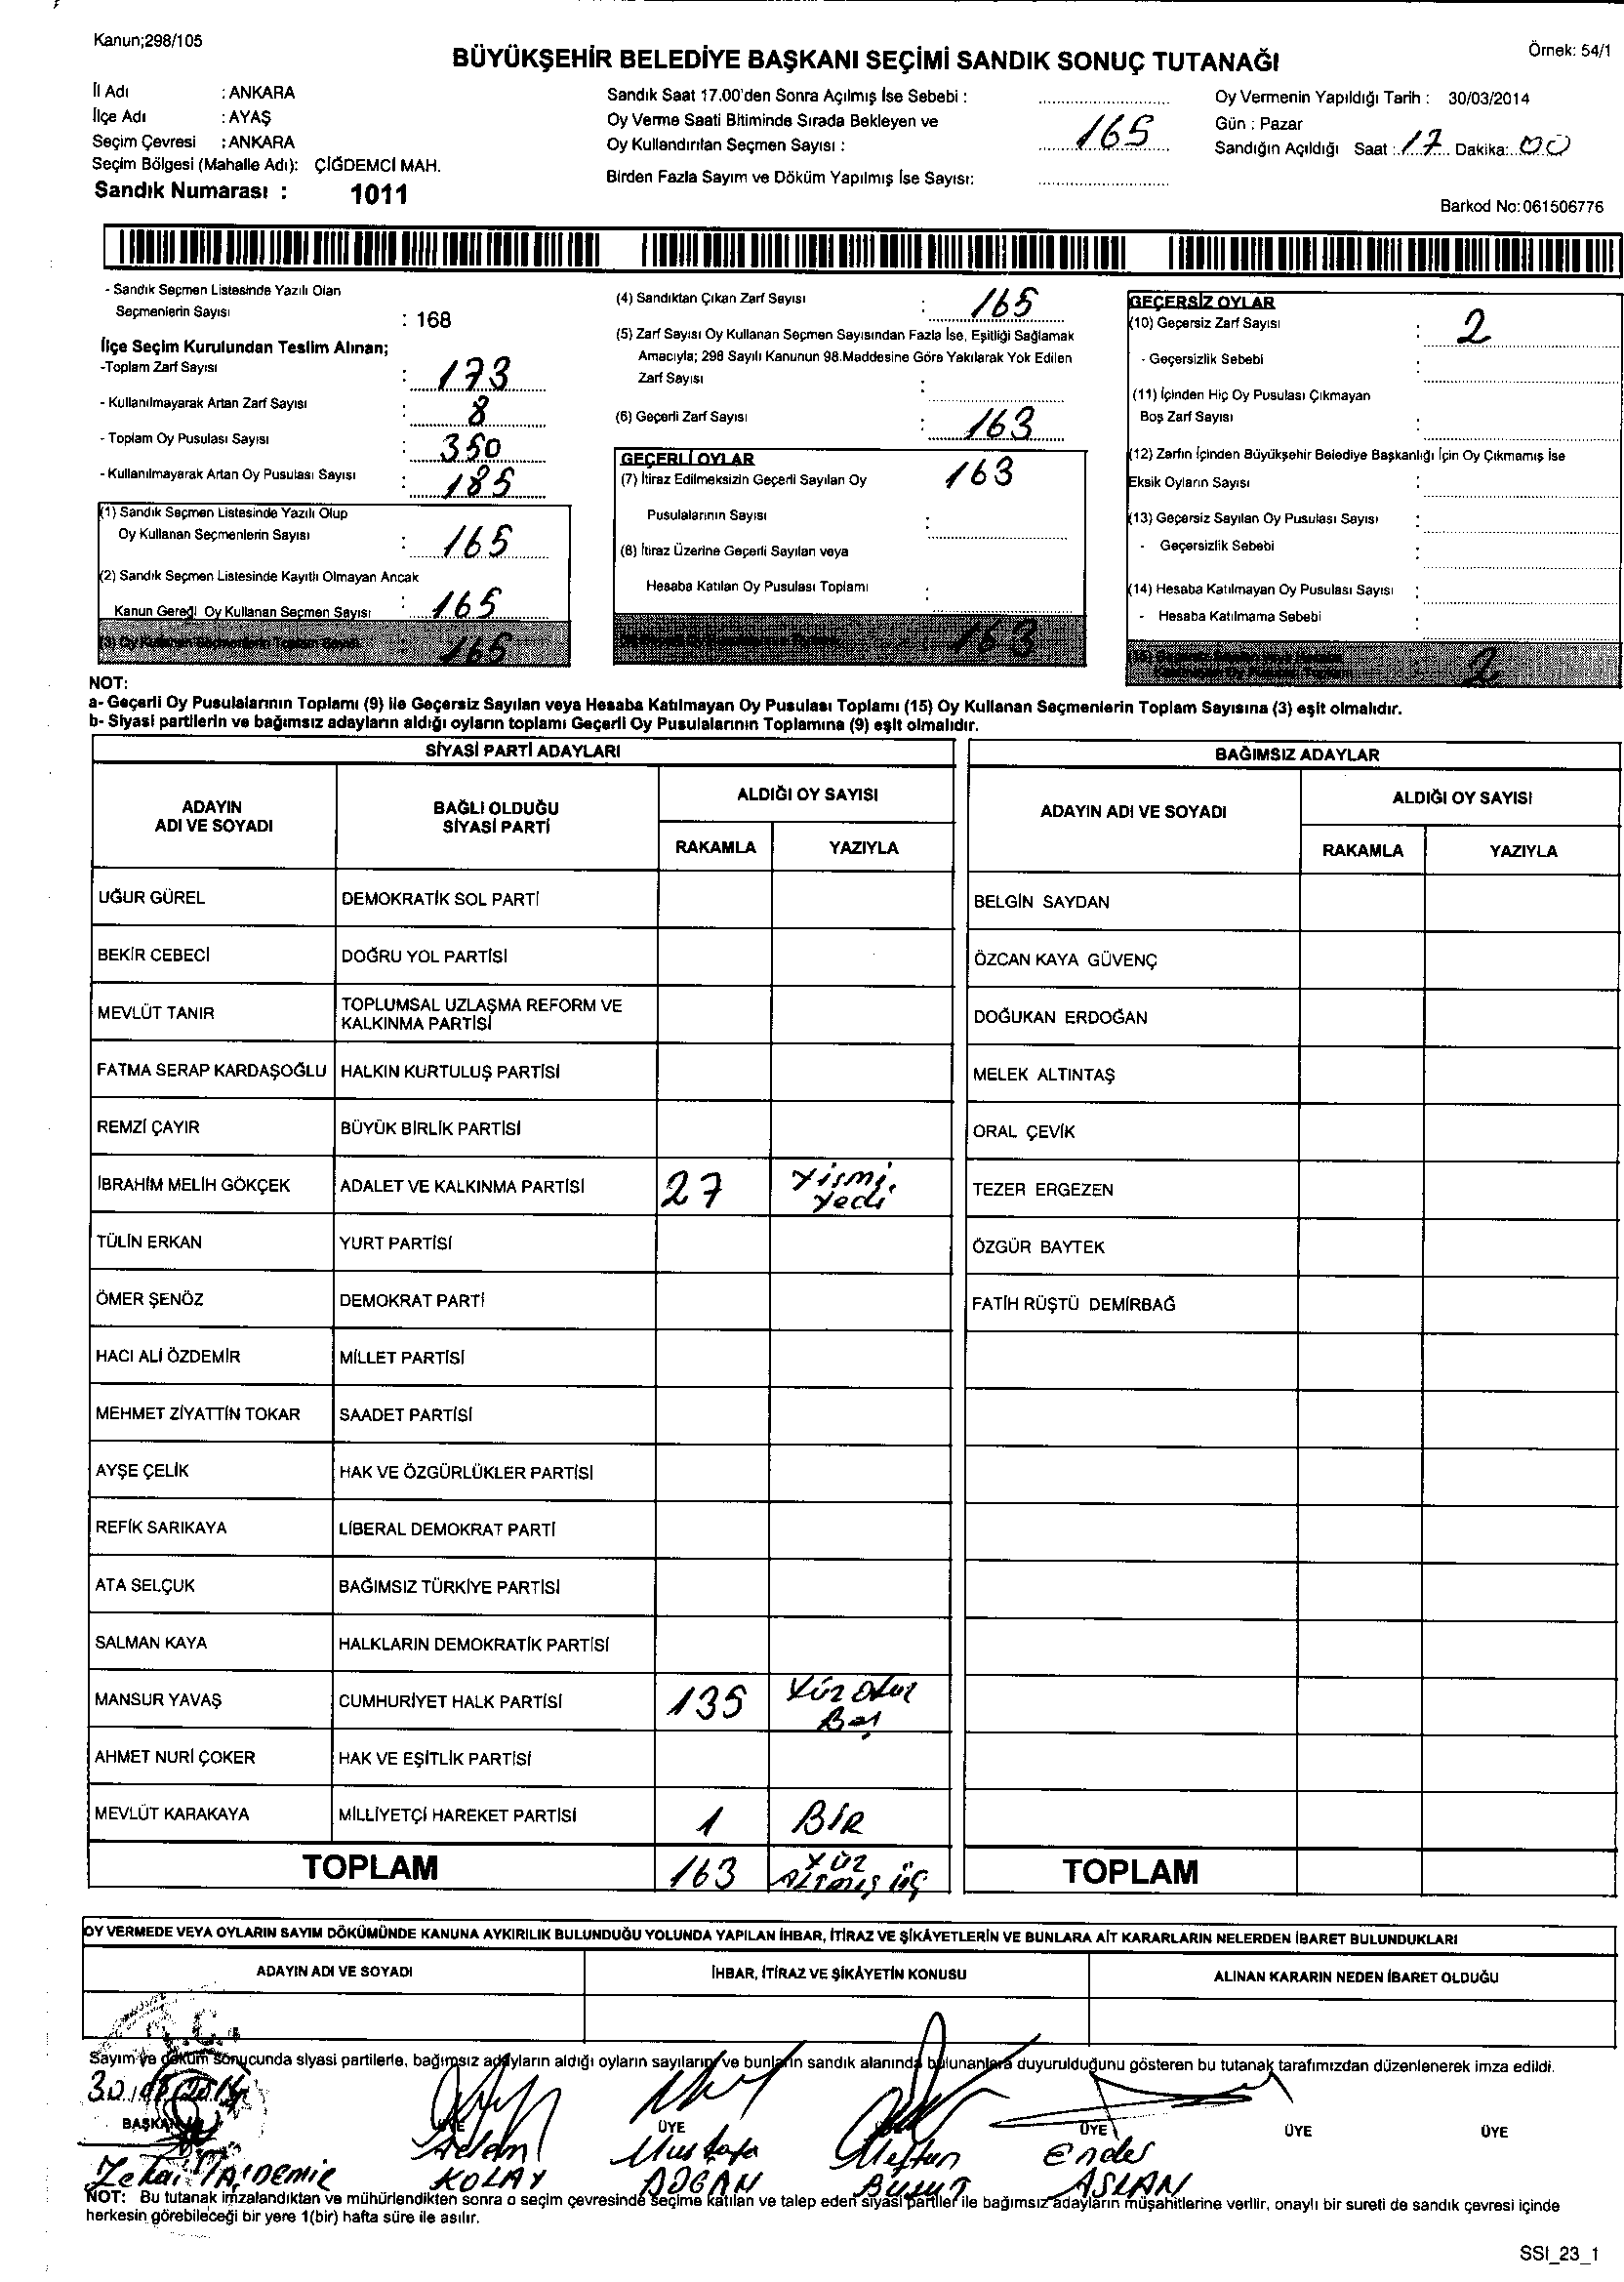 Kanun;298/105
BÜYÜKŞEHİR BELEDİYE BAŞKANI SEÇİMİ SANDIK SONUÇ TUTANAĞI
Örnek: 54/1
İl Adı : ANKARA
İlçe Adı : AYAŞ
Seçim Çevresi : ANKARA
Seçim Bölgesi (Mahalle Adı): ÇİĞDEMCİ MAH.
Sandık Numarası : 1011
Sandık Saat 17.00'den Sonra Açılmış İse Sebebi :
Oy Verme Saati Bitiminde Sırada Bekleyen ve
Oy Kullandırılan Seçmen Sayısı : 165
Birden Fazla Sayım ve Döküm Yapılmış İse Sayısı:
Oy Vermenin Yapıldığı Tarih : 30/03/2014
Gün : Pazar
Sandığın Açıldığı Saat : 17 Dakika: 00
Barkod No: 061506776
- Sandık Seçmen Listesinde Yazılı Olan
Seçmenlerin Sayısı : 168
İlçe Seçim Kurulundan Teslim Alınan;
-Toplam Zarf Sayısı : 173
- Kullanılmayarak Artan Zarf Sayısı : 8
- Toplam Oy Pusulası Sayısı : 350
- Kullanılmayarak Artan Oy Pusulası Sayısı : 185
(1) Sandık Seçmen Listesinde Yazılı Olup
Oy Kullanan Seçmenlerin Sayısı : 165
(2) Sandık Seçmen Listesinde Kayıtlı Olmayan Ancak
Kanun Gereği Oy Kullanan Seçmen Sayısı : 165
(3) Oy Kullanan Seçmenlerin Toplam Sayısı : 165
(4) Sandıktan Çıkan Zarf Sayısı : 165
(5) Zarf Sayısı Oy Kullanan Seçmen Sayısından Fazla İse, Eşitliği Sağlamak
Amacıyla; 298 Sayılı Kanunun 98.Maddesine Göre Yakılarak Yok Edilen
Zarf Sayısı :
(6) Geçerli Zarf Sayısı : 163
GEÇERLİ OYLAR
(7) İtiraz Edilmeksizin Geçerli Sayılan Oy 163
Pusulalarının Sayısı :
(8) İtiraz Üzerine Geçerli Sayılan veya
Hesaba Katılan Oy Pusulası Toplamı :
163
GEÇERSİZ OYLAR
(10) Geçersiz Zarf Sayısı : 2
- Geçersizlik Sebebi :
(11) İçinden Hiç Oy Pusulası Çıkmayan
Boş Zarf Sayısı :
(12) Zarfın İçinden Büyükşehir Belediye Başkanlığı İçin Oy Çıkmamış İse
Eksik Oyların Sayısı :
(13) Geçersiz Sayılan Oy Pusulası Sayısı :
- Geçersizlik Sebebi :
(14) Hesaba Katılmayan Oy Pusulası Sayısı :
- Hesaba Katılmama Sebebi :
2
NOT:
a- Geçerli Oy Pusulalarının Toplamı (9) ile Geçersiz Sayılan veya Hesaba Katılmayan Oy Pusulası Toplamı (15) Oy Kullanan Seçmenlerin Toplam Sayısına (3) eşit olmalıdır.
b- Siyasi partilerin ve bağımsız adayların aldığı oyların toplamı Geçerli Oy Pusulalarının Toplamına (9) eşit olmalıdır.
SİYASİ PARTİ ADAYLARI
ADAYIN
ADI VE SOYADI
BAĞLI OLDUĞU
SİYASİ PARTİ
ALDIĞI OY SAYISI
RAKAMLA YAZIYLA
UĞUR GÜREL DEMOKRATİK SOL PARTİ
BEKİR CEBECİ DOĞRU YOL PARTİSİ
MEVLÜT TANIR TOPLUMSAL UZLAŞMA REFORM VE
KALKINMA PARTİSİ
FATMA SERAP KARDAŞOĞLU HALKIN KURTULUŞ PARTİSİ
REMZİ ÇAYIR BÜYÜK BİRLİK PARTİSİ
İBRAHİM MELİH GÖKÇEK ADALET VE KALKINMA PARTİSİ 27 Yirmi
Yedi
TÜLİN ERKAN YURT PARTİSİ
ÖMER ŞENÖZ DEMOKRAT PARTİ
HACI ALİ ÖZDEMİR MİLLET PARTİSİ
MEHMET ZİYATTİN TOKAR SAADET PARTİSİ
AYŞE ÇELİK HAK VE ÖZGÜRLÜKLER PARTİSİ
REFİK SARIKAYA LİBERAL DEMOKRAT PARTİ
ATA SELÇUK BAĞIMSIZ TÜRKİYE PARTİSİ
SALMAN KAYA HALKLARIN DEMOKRATİK PARTİSİ
MANSUR YAVAŞ CUMHURİYET HALK PARTİSİ 135 Yüz Otuz
Beş
AHMET NURİ ÇOKER HAK VE EŞİTLİK PARTİSİ
MEVLÜT KARAKAYA MİLLİYETÇİ HAREKET PARTİSİ 1 BİR
TOPLAM 163 YÜZ
ALTMIŞ ÜÇ
BAĞIMSIZ ADAYLAR
ADAYIN ADI VE SOYADI
ALDIĞI OY SAYISI
RAKAMLA YAZIYLA
BELGİN SAYDAN
ÖZCAN KAYA GÜVENÇ
DOĞUKAN ERDOĞAN
MELEK ALTINTAŞ
ORAL ÇEVİK
TEZER ERGEZEN
ÖZGÜR BAYTEK
FATİH RÜŞTÜ DEMİRBAĞ
TOPLAM
OY VERMEDE VEYA OYLARIN SAYIM DÖKÜMÜNDE KANUNA AYKIRILIK BULUNDUĞU YOLUNDA YAPILAN İHBAR, İTİRAZ VE ŞİKÂYETLERİN VE BUNLARA AİT KARARLARIN NELERDEN İBARET BULUNDUKLARI
ADAYIN ADI VE SOYADI
İHBAR, İTİRAZ VE ŞİKÂYETİN KONUSU
ALINAN KARARIN NEDEN İBARET OLDUĞU
Sayım ve döküm sonucunda siyasi partilerle, bağımsız adayların aldığı oyların sayılarını ve bunların sandık alanında bulunanlara duyurulduğunu gösteren bu tutanak tarafımızdan düzenlenerek imza edildi.
BAŞKAN ÜYE ÜYE ÜYE ÜYE ÜYE
Adem Mustafa Meftun Ender
KOLAY ASLAN
NOT: Bu tutanak imzalandıktan ve mühürlendikten sonra o seçim çevresinde seçime katılan ve talep eden siyasi partiler ile bağımsız adayların müşahitlerine verilir, onaylı bir sureti de sandık çevresi içinde
herkesin görebileceği bir yere 1(bir) hafta süre ile asılır.
SSI_23_1